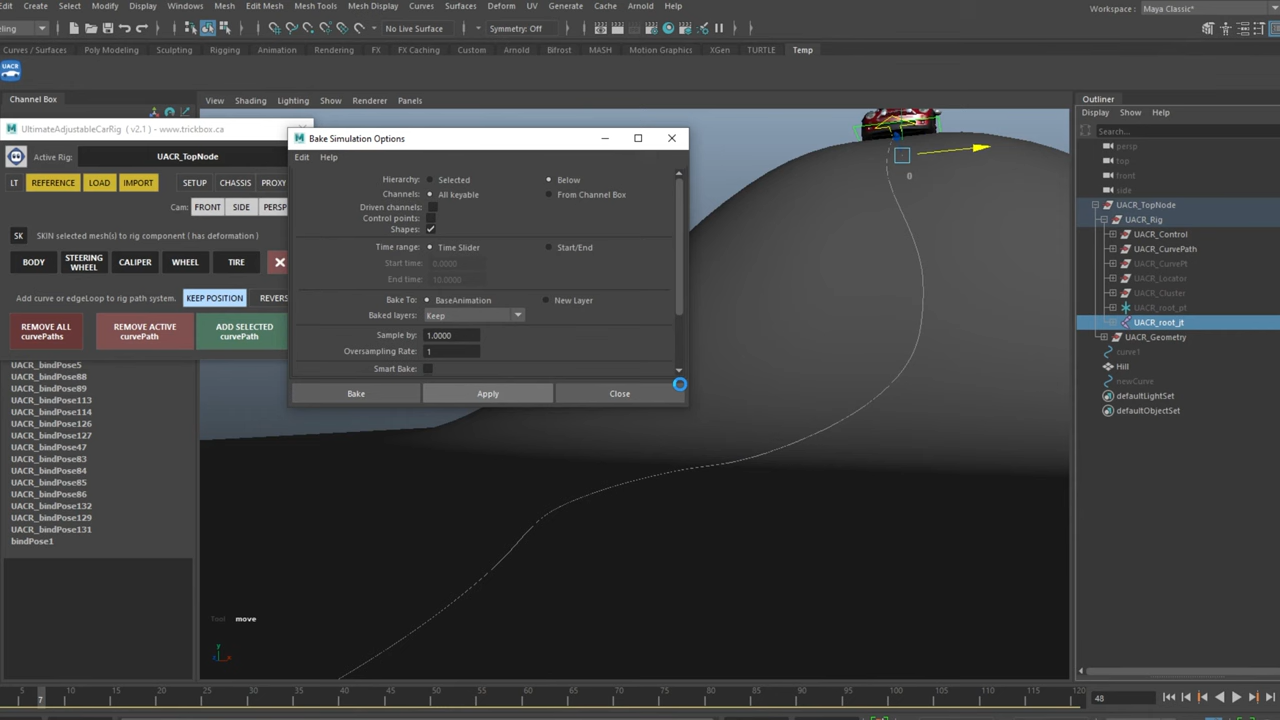 Edit Create Select Modify Display Windows Mesh Edit Mesh Mesh Tools Mesh Display Curves Surfaces Deform UV Generate Cache Arnold Help
Workspace: Maya Classic*
eling No Live Surface Symmetry: Off
Curves / Surfaces Poly Modeling Sculpting Rigging Animation Rendering FX FX Caching Custom Arnold Bifrost MASH Motion Graphics XGen TURTLE Temp
UACR
Channel Box
View Shading Lighting Show Renderer Panels
Outliner
Display Show Help
Search...
UltimateAdjustableCarRig ( v2.1 ) - www.trickbox.ca
Active Rig: UACR_TopNode
LT REFERENCE LOAD IMPORT SETUP CHASSIS PROXY
Cam: FRONT SIDE PERSP
SK SKIN selected mesh(s) to rig component ( has deformation )
BODY STEERING WHEEL CALIPER WHEEL TIRE
Add curve or edgeLoop to rig path system. KEEP POSITION REVERS
REMOVE ALL curvePaths
REMOVE ACTIVE curvePath
ADD SELECTED curvePath
UACR_bindPose5
UACR_bindPose88
UACR_bindPose89
UACR_bindPose113
UACR_bindPose114
UACR_bindPose126
UACR_bindPose127
UACR_bindPose47
UACR_bindPose83
UACR_bindPose84
UACR_bindPose85
UACR_bindPose86
UACR_bindPose132
UACR_bindPose129
UACR_bindPose131
bindPose1
Bake Simulation Options
Edit Help
Hierarchy: Selected Below
Channels: All keyable From Channel Box
Driven channels:
Control points:
Shapes:
Time range: Time Slider Start/End
Start time: 0.0000
End time: 10.0000
Bake To: BaseAnimation New Layer
Baked layers: Keep
Sample by: 1.0000
Oversampling Rate: 1
Smart Bake:
Bake Apply Close
0
Tool move
y
z x
persp
top
front
side
UACR_TopNode
UACR_Rig
UACR_Control
UACR_CurvePath
UACR_CurvePt
UACR_Locator
UACR_Cluster
UACR_root_pt
UACR_root_jt
UACR_Geometry
curve1
Hill
newCurve
defaultLightSet
defaultObjectSet
5 7 10 15 20 25 30 35 40 45 50 55 60 65 70 75 80 85 90 95 100 105 110 115 120
48